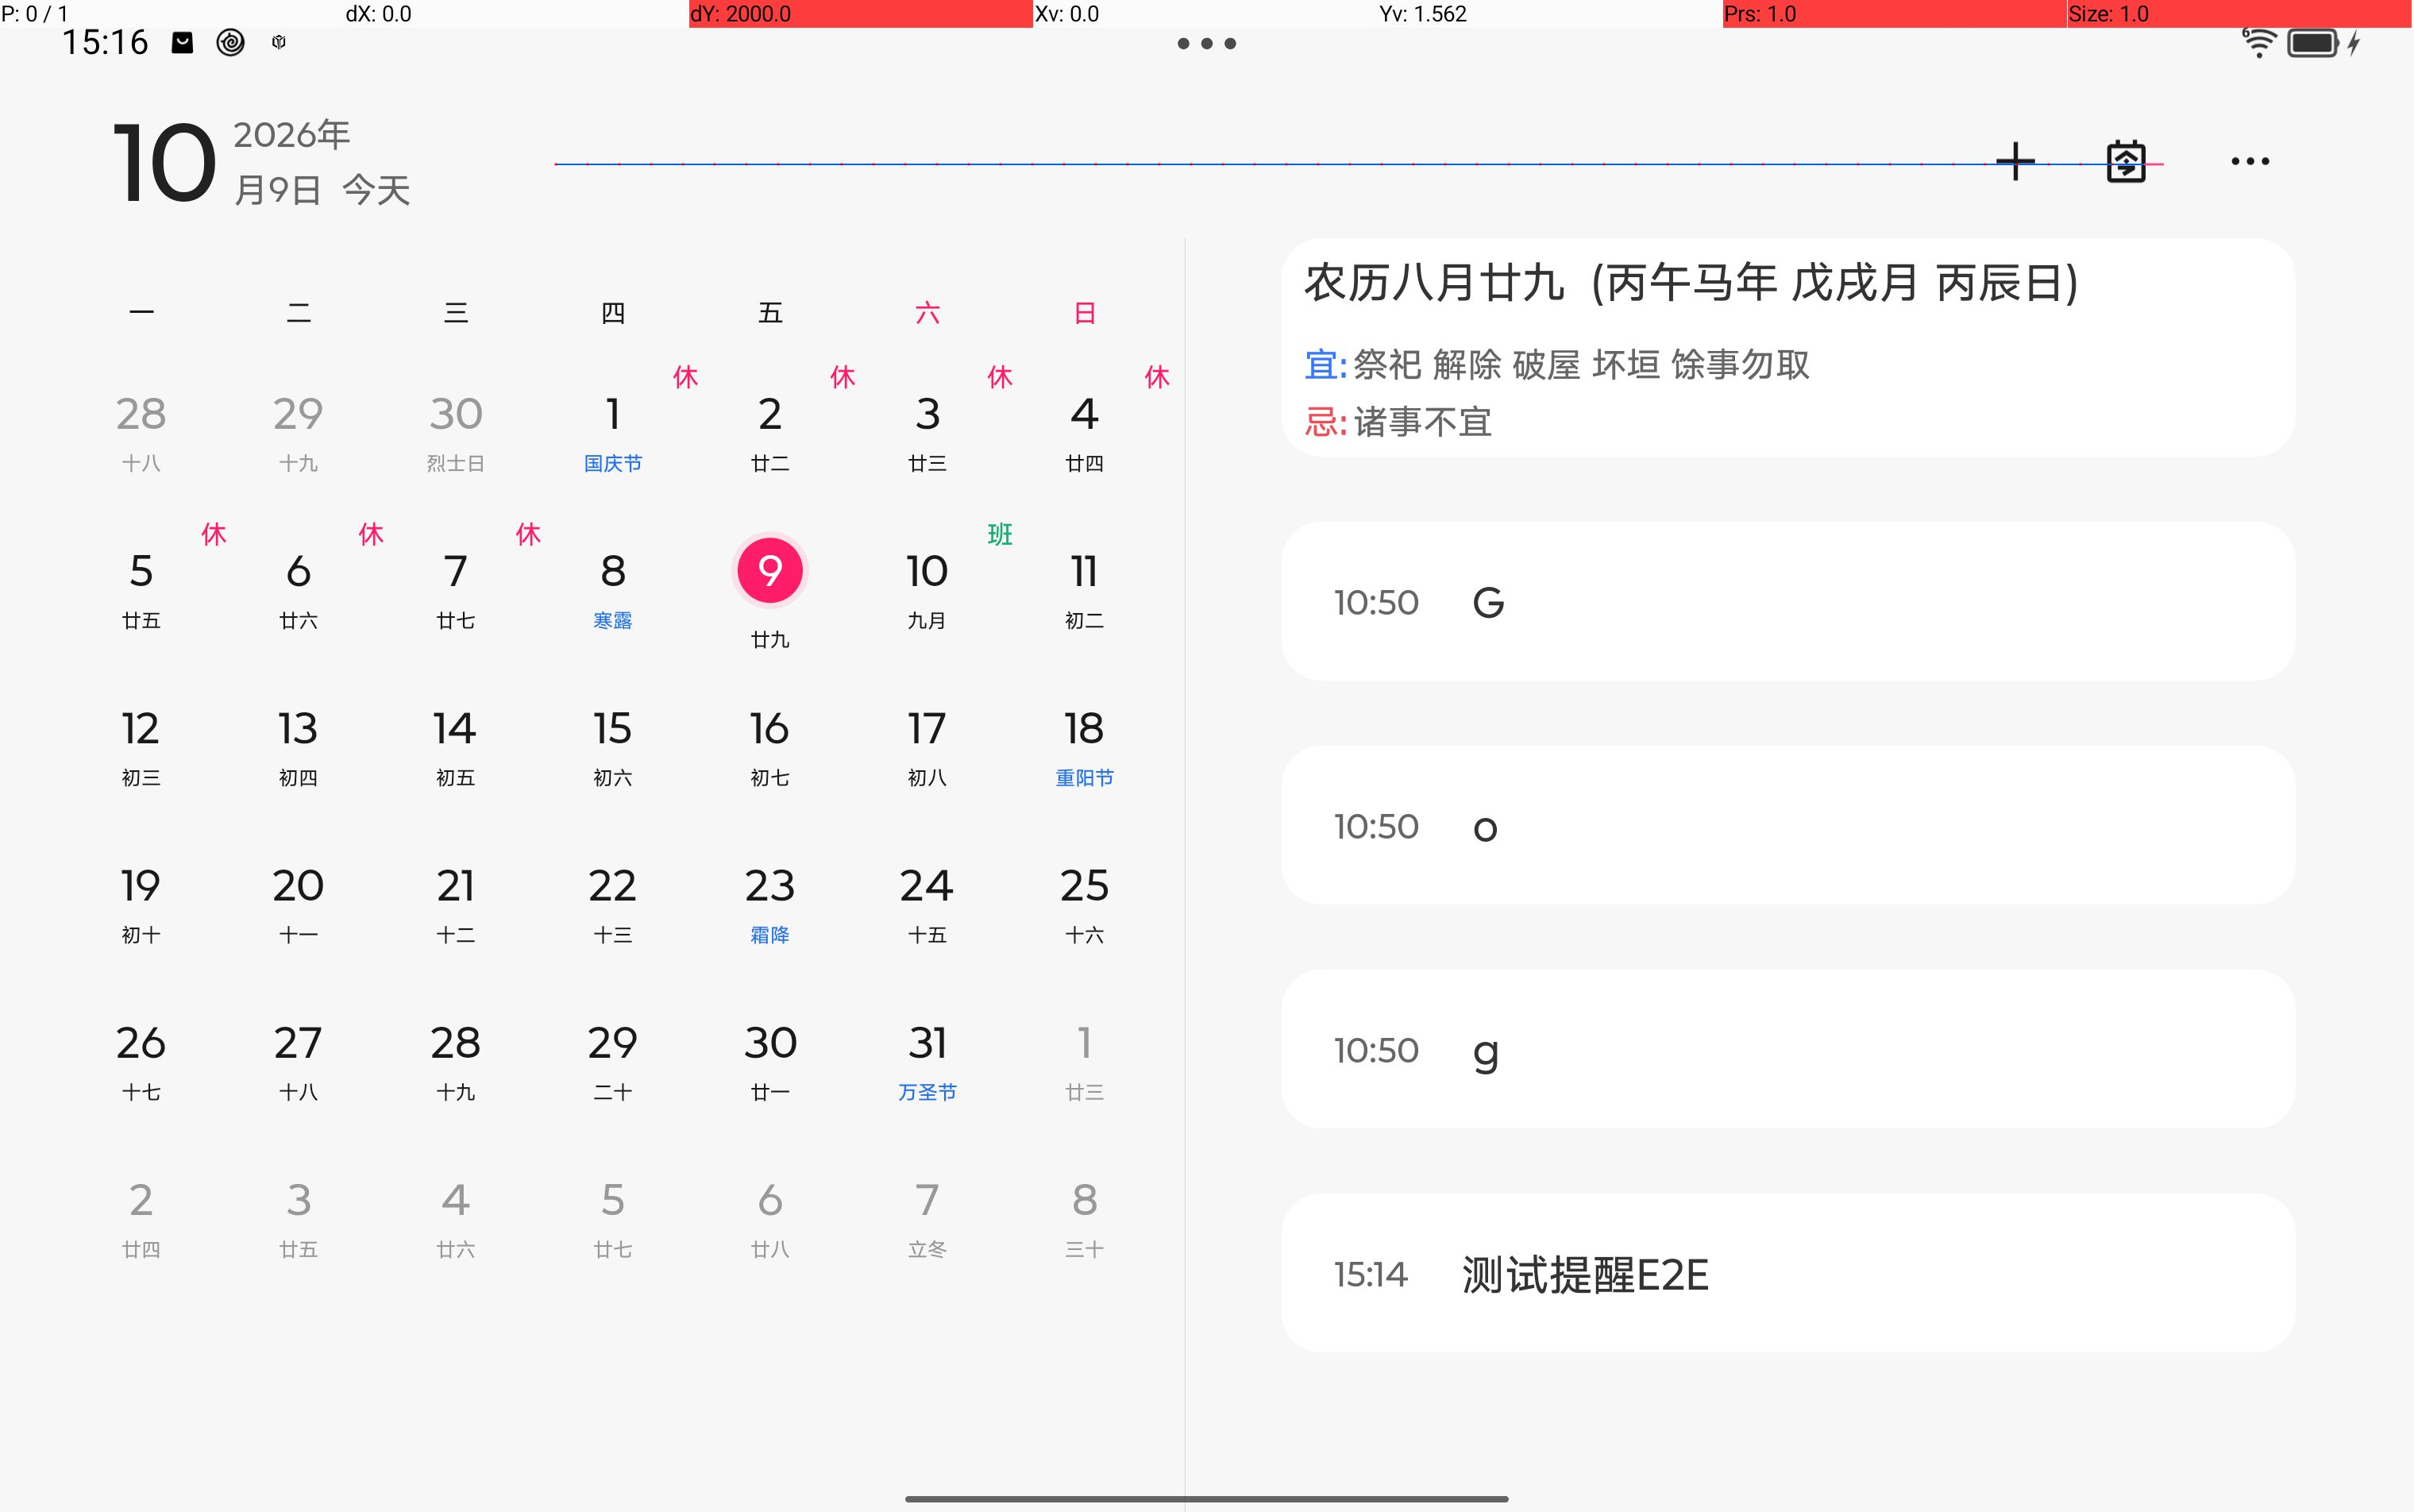 P: 0 / 1 dX: 0.0 dY: 2000.0 Xv: 0.0 Yv: 1.562 Prs: 1.0 Size: 1.0
15:16
6
10 2026年
月9日 今天
今
一 二 三 四 五 六 日
休 休 休 休
28 29 30 1 2 3 4
十八 十九 烈士日 国庆节 廿二 廿三 廿四
休 休 休 班
5 6 7 8 9 10 11
廿五 廿六 廿七 寒露 廿九 九月 初二
12 13 14 15 16 17 18
初三 初四 初五 初六 初七 初八 重阳节
19 20 21 22 23 24 25
初十 十一 十二 十三 霜降 十五 十六
26 27 28 29 30 31 1
十七 十八 十九 二十 廿一 万圣节 廿三
2 3 4 5 6 7 8
廿四 廿五 廿六 廿七 廿八 立冬 三十
农历八月廿九 (丙午马年 戊戌月 丙辰日)
宜: 祭祀 解除 破屋 坏垣 馀事勿取
忌: 诸事不宜
10:50 G
10:50 o
10:50 g
15:14 测试提醒E2E